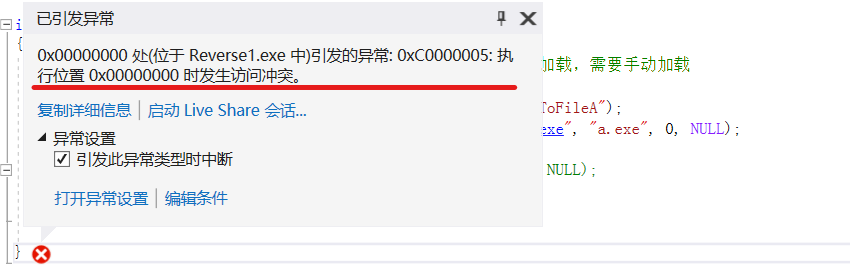 已引发异常
0x00000000 处(位于 Reverse1.exe 中)引发的异常: 0xC0000005: 执
行位置 0x00000000 时发生访问冲突。
复制详细信息 | 启动 Live Share 会话...
异常设置
引发此异常类型时中断
打开异常设置 | 编辑条件
i
{
加载，需要手动加载
oFileA");
exe", "a.exe", 0, NULL);
NULL);
}